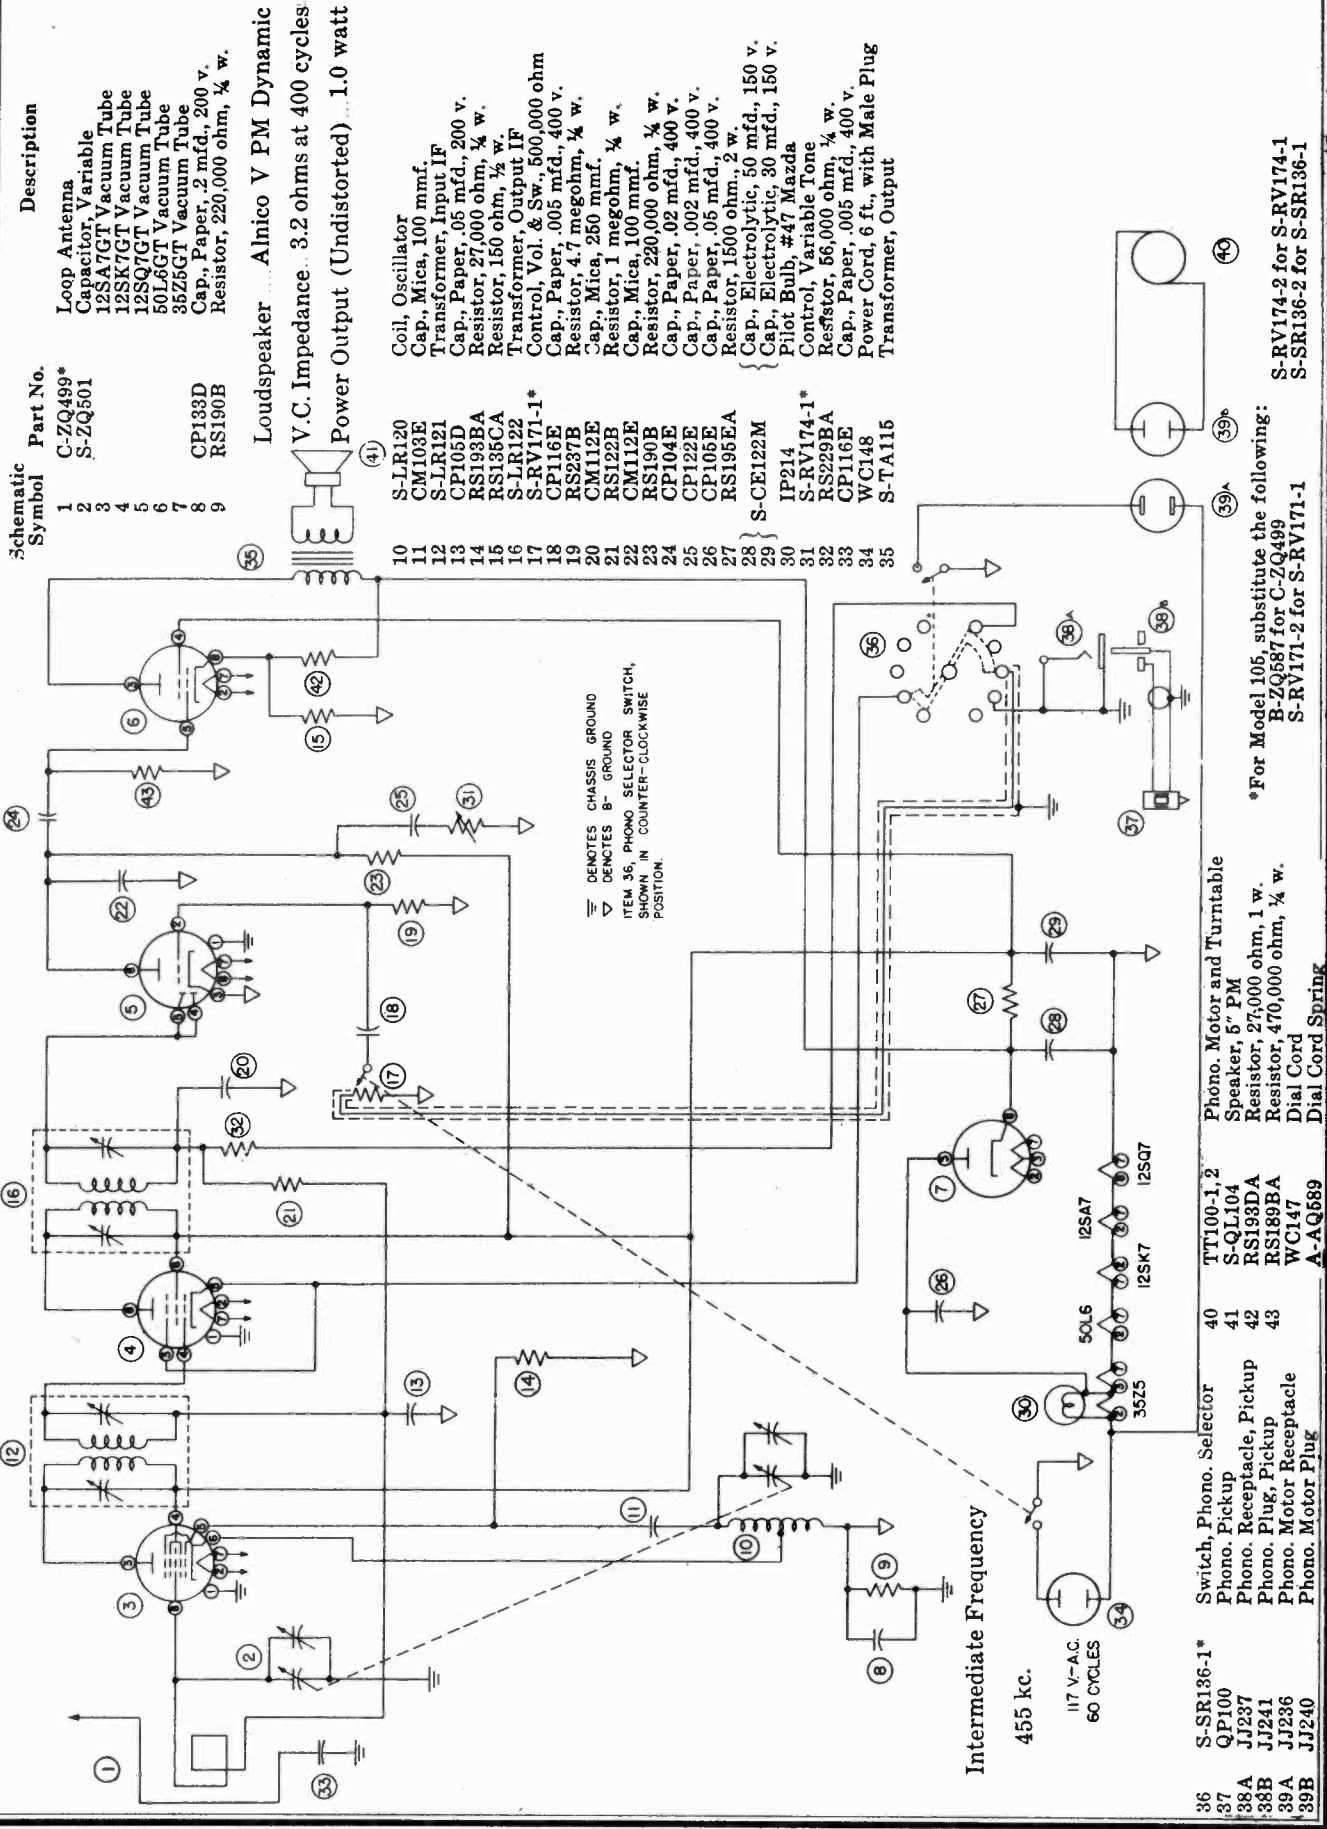 Schematic
Symbol Part No. Description
1 C-ZQ499* Loop Antenna
2 S-ZQ501 Capacitor, Variable
3 12SA7GT Vacuum Tube
4 12SK7GT Vacuum Tube
5 12SQ7GT Vacuum Tube
6 50L6GT Vacuum Tube
7 35Z5GT Vacuum Tube
8 CP133D Cap., Paper, .2 mfd., 200 v.
9 RS190B Resistor, 220,000 ohm, ¼ w.
Loudspeaker Alnico V PM Dynamic
V.C. Impedance 3.2 ohms at 400 cycles
Power Output (Undistorted) 1.0 watt
10 S-LR120 Coil, Oscillator
11 CM103E Cap., Mica, 100 mmf.
12 S-LR121 Transformer, Input IF
13 CP105D Cap., Paper, .05 mfd., 200 v.
14 RS193BA Resistor, 27,000 ohm, ¼ w.
15 RS135CA Resistor, 150 ohm, ½ w.
16 S-LR122 Transformer, Output IF
17 S-RV171-1* Control, Vol. & Sw., 500,000 ohm
18 CP116E Cap., Paper, .005 mfd., 400 v.
19 RS237B Resistor, 4.7 megohm, ¼ w.
20 CM112E Cap., Mica, 250 mmf.
21 RS122B Resistor, 1 megohm, ¼ w.
22 CM112E Cap., Mica, 100 mmf.
23 RS190B Resistor, 220,000 ohm, ¼ w.
24 CP104E Cap., Paper, .02 mfd., 400 v.
25 CP122E Cap., Paper, .002 mfd., 400 v.
26 CP105E Cap., Paper, .05 mfd., 400 v.
27 RS195EA Resistor, 1500 ohm., 2 w.
28 Cap., Electrolytic, 50 mfd., 150 v.
S-CE122M
29 Cap., Electrolytic, 30 mfd., 150 v.
30 IP214 Pilot Bulb, #47 Mazda
31 S-RV174-1* Control, Variable Tone
32 RS229BA Resistor, 56,000 ohm, ¼ w.
33 CP116E Cap., Paper, .005 mfd., 400 v.
34 WC148 Power Cord, 6 ft., with Male Plug
35 S-TA115 Transformer, Output
DENOTES CHASSIS GROUND
DENOTES B- GROUND
ITEM 36, PHONO SELECTOR SWITCH,
SHOWN IN COUNTER-CLOCKWISE
POSITION.
35Z5
50L6
12SK7
12SA7
12SQ7
Intermediate Frequency
455 kc.
117 V.-A.C.
60 CYCLES
36 S-SR136-1* Switch, Phono. Selector
37 QP100 Phono. Pickup
38A JJ237 Phono. Receptacle, Pickup
38B JJ241 Phono. Plug, Pickup
39A JJ236 Phono. Motor Receptacle
39B JJ240 Phono. Motor Plug
40 TT100-1,2 Phono. Motor and Turntable
41 S-QL104 Speaker, 5″ PM
42 RS193DA Resistor, 27,000 ohm, 1 w.
43 RS189BA Resistor, 470,000 ohm, ¼ w.
WC147 Dial Cord
A-AQ589 Dial Cord Spring
*For Model 105, substitute the following:
B-ZQ587 for C-ZQ499
S-RV171-2 for S-RV171-1
S-RV174-2 for S-RV174-1
S-SR136-2 for S-SR136-1